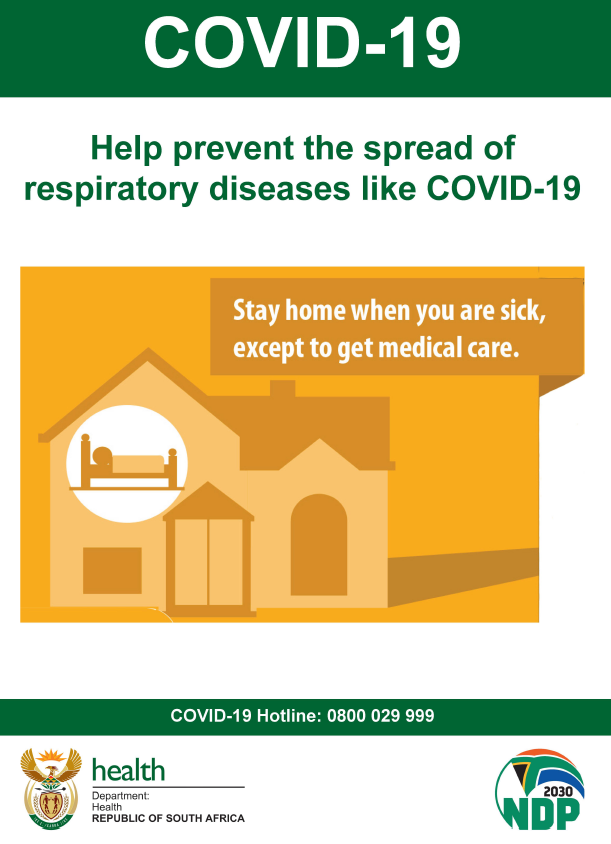 COVID-19
Help prevent the spread of
respiratory diseases like COVID-19
Stay home when you are sick,
except to get medical care.
COVID-19 Hotline: 0800 029 999
health
Department:
Health
REPUBLIC OF SOUTH AFRICA
2030
NDP